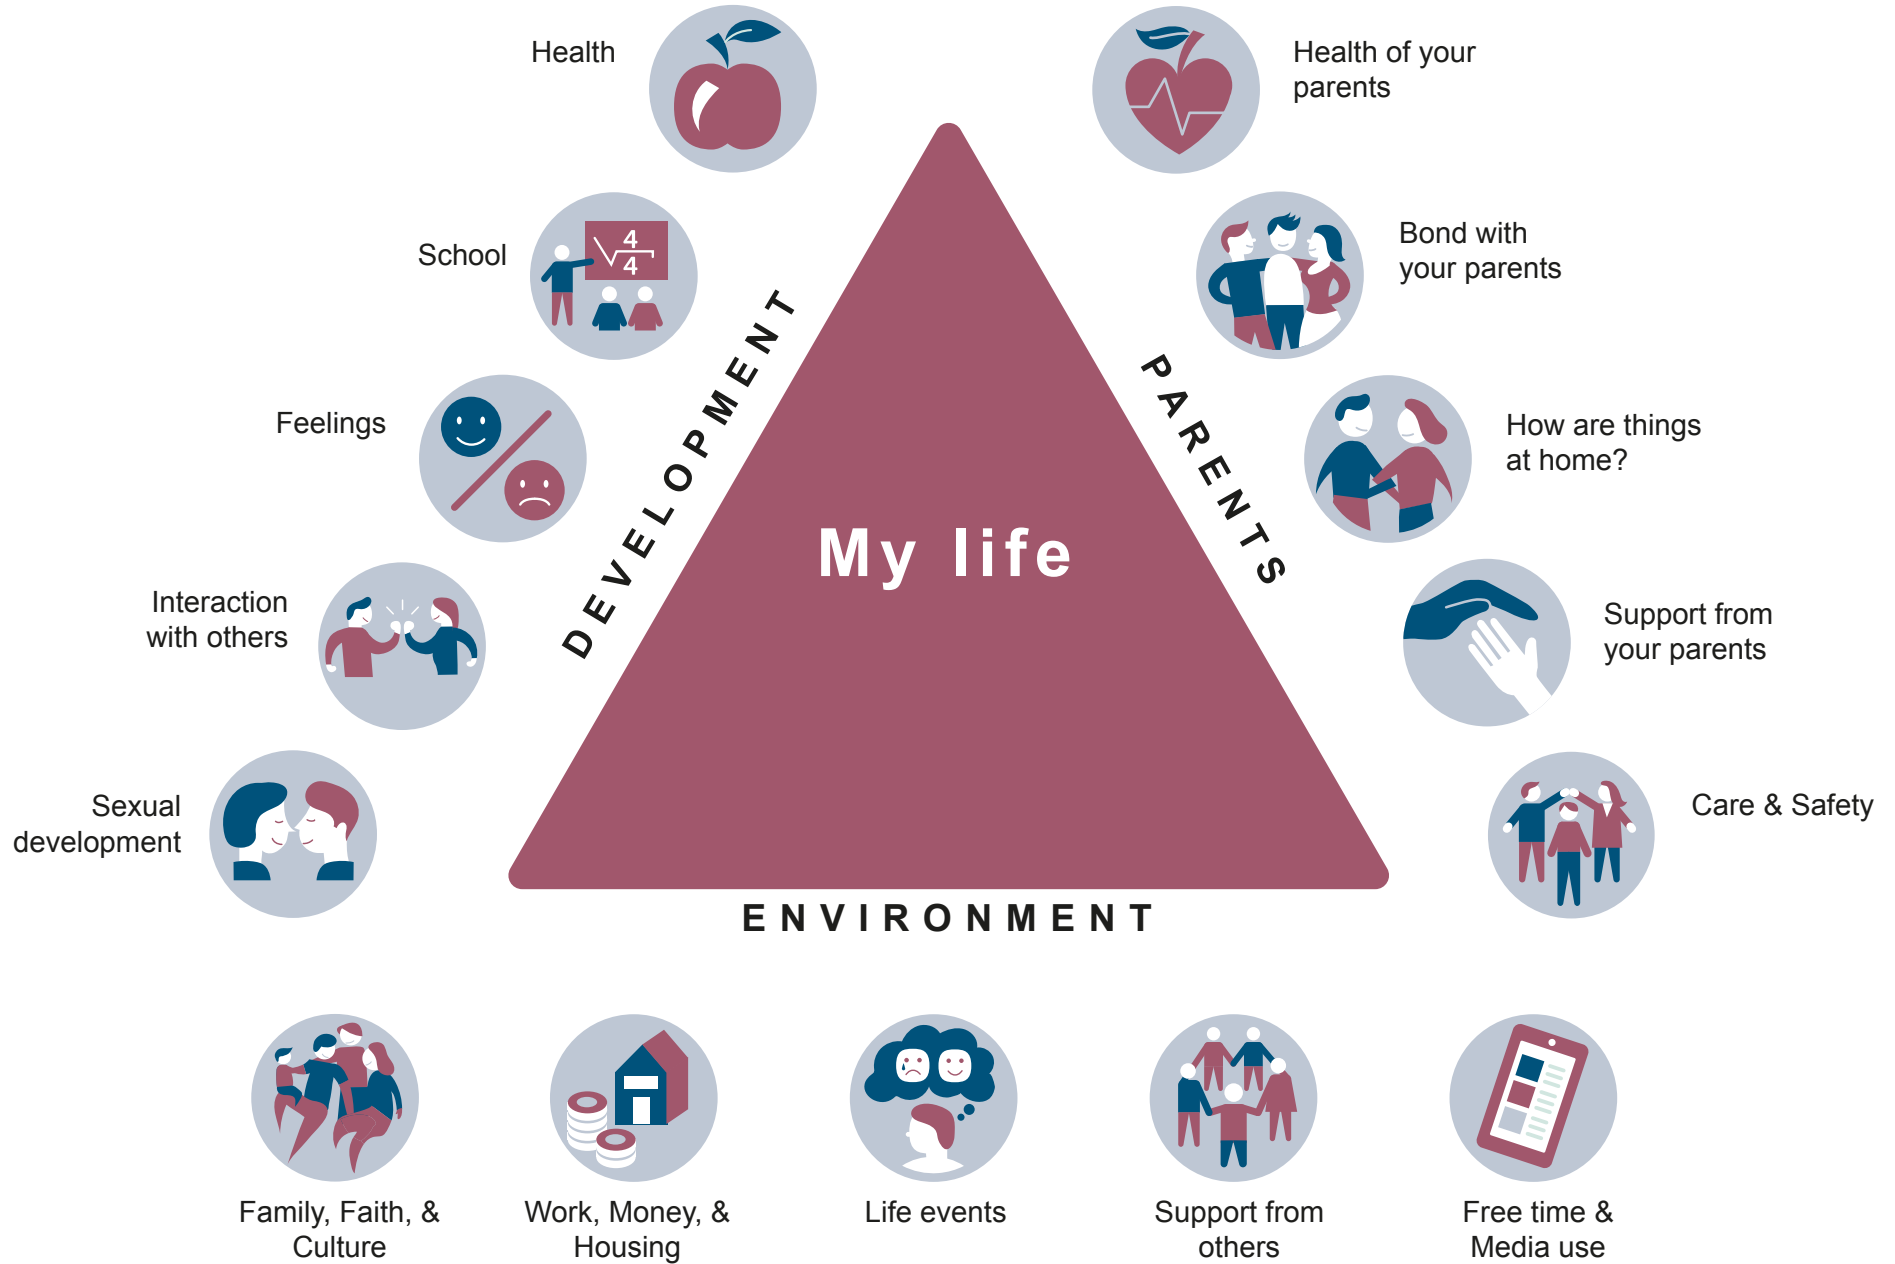 Health
School
4
4
Feelings
Interaction
with others
Sexual
development
DEVELOPMENT
My life
PARENTS
Health of your
parents
Bond with
your parents
How are things
at home?
Support from
your parents
Care & Safety
ENVIRONMENT
Family, Faith, &
Culture
Work, Money, &
Housing
Life events
Support from
others
Free time &
Media use